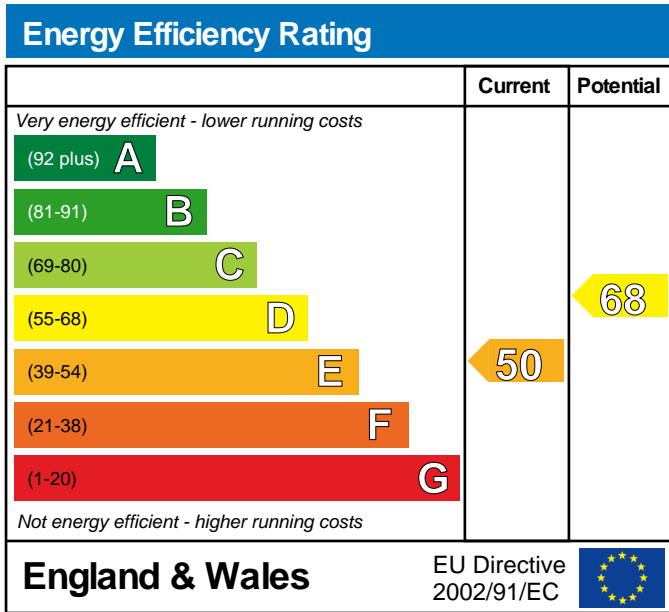 Energy Efficiency Rating
Current Potential
Very energy efficient - lower running costs
(92 plus) A
(81-91) B
(69-80) C
(55-68) D
68
(39-54) E
50
(21-38) F
(1-20) G
Not energy efficient - higher running costs
England & Wales
EU Directive
2002/91/EC